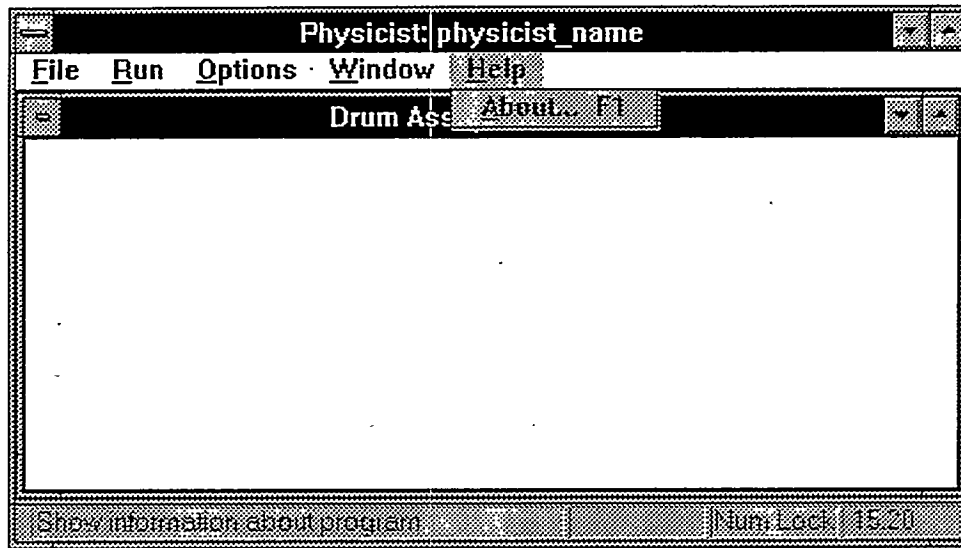 Physicist: physicist_name
File Run Options Window Help
Drum Ass
About... F1
Show information about program
Num Lock 15:20